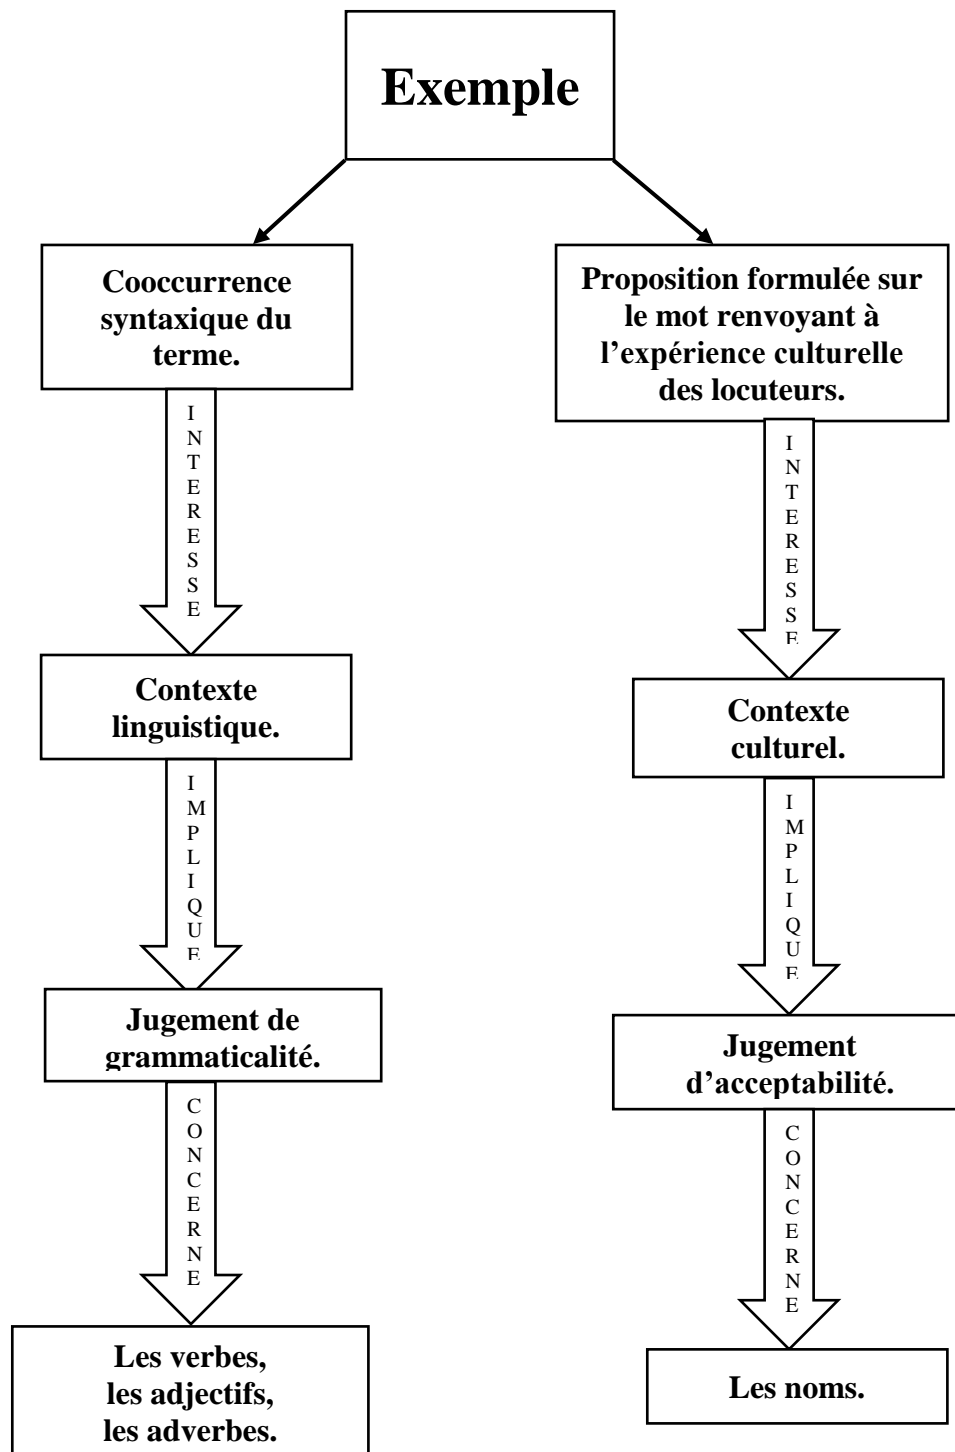 Exemple
Cooccurrence
syntaxique du
terme.
INTERESSE
Contexte
linguistique.
IMPLIQUE
Jugement de
grammaticalité.
CONCERNE
Les verbes,
les adjectifs,
les adverbes.
Proposition formulée sur
le mot renvoyant à
l’expérience culturelle
des locuteurs.
INTERESSE
Contexte
culturel.
IMPLIQUE
Jugement
d’acceptabilité.
CONCERNE
Les noms.